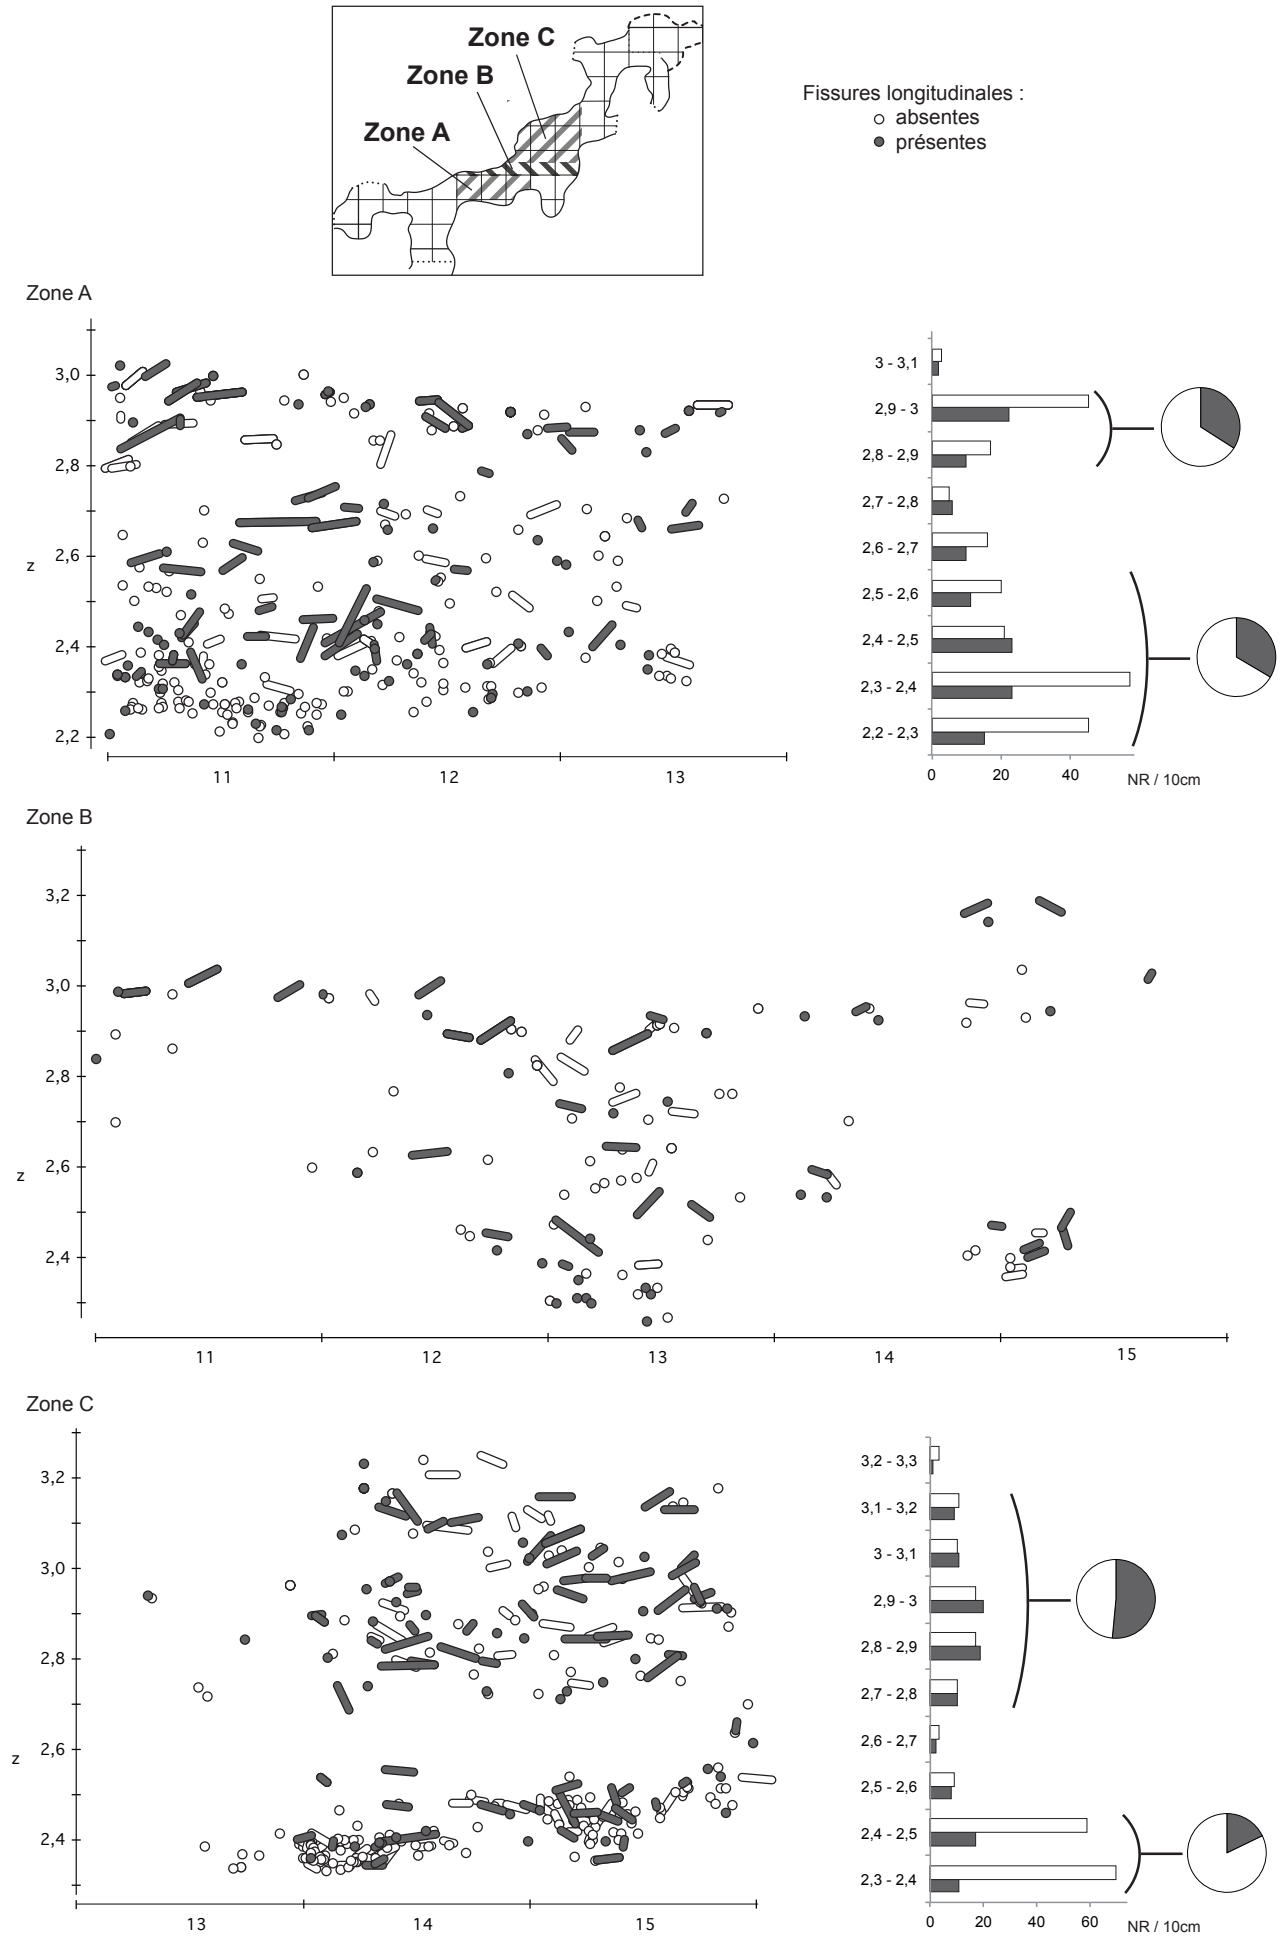 Zone C
Zone B
Zone A
Fissures longitudinales :
absentes
présentes
Zone A
3,0
2,8
2,6
z
2,4
2,2
11 12 13
3 - 3,1
2,9 - 3
2,8 - 2,9
2,7 - 2,8
2,6 - 2,7
2,5 - 2,6
2,4 - 2,5
2,3 - 2,4
2,2 - 2,3
0 20 40 NR / 10cm
Zone B
3,2
3,0
2,8
2,6
z
2,4
11 12 13 14 15
Zone C
3,2
3,0
2,8
2,6
z
2,4
13 14 15
3,2 - 3,3
3,1 - 3,2
3 - 3,1
2,9 - 3
2,8 - 2,9
2,7 - 2,8
2,6 - 2,7
2,5 - 2,6
2,4 - 2,5
2,3 - 2,4
0 20 40 60 NR / 10cm